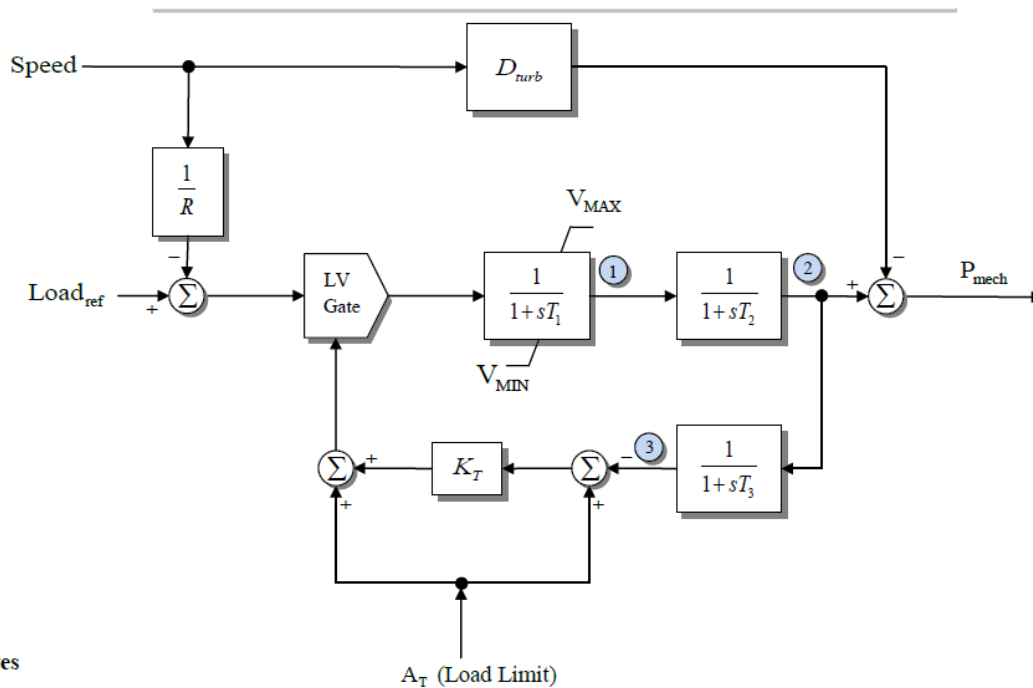 Speed
D_turb
1
R
−
V_MAX
Load_ref
+
Σ
LV
Gate
1
1 + sT_1
1
1
1 + sT_2
2
+
−
Σ
P_mech
V_MIN
Σ
+
+
K_T
Σ
−
+
3
1
1 + sT_3
A_T (Load Limit)
es